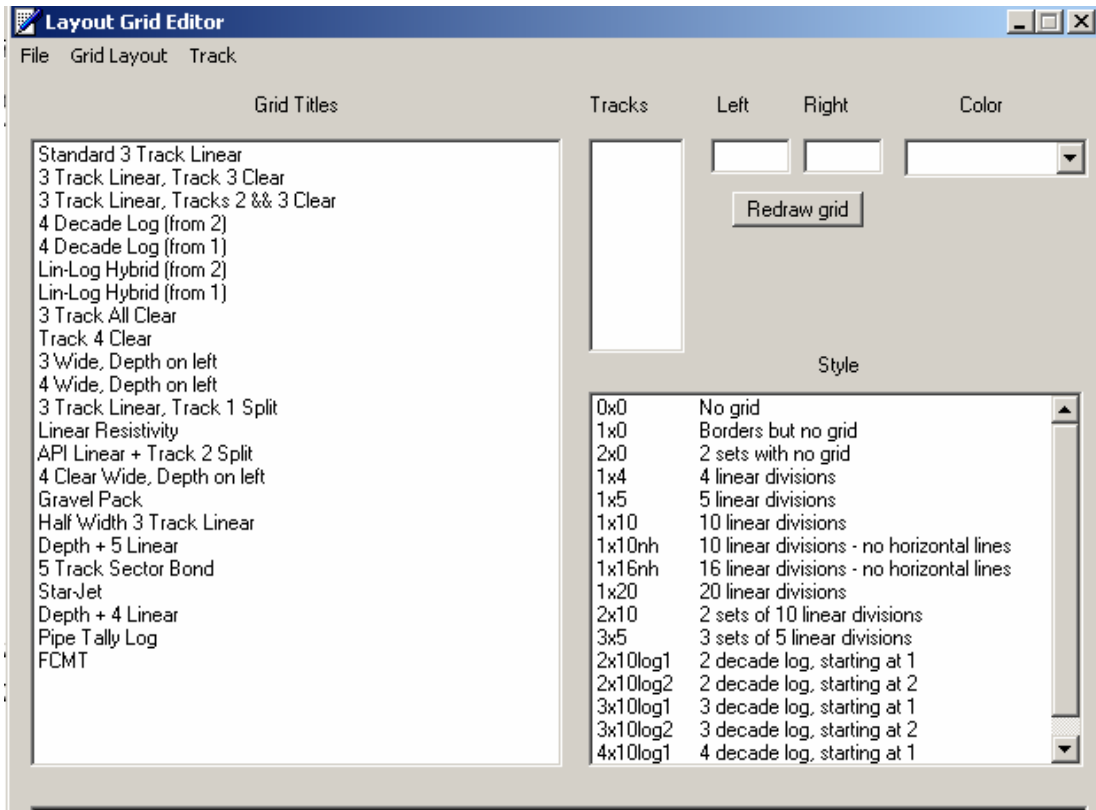 Layout Grid Editor
File Grid Layout Track
Grid Titles
Standard 3 Track Linear
3 Track Linear, Track 3 Clear
3 Track Linear, Tracks 2 && 3 Clear
4 Decade Log (from 2)
4 Decade Log (from 1)
Lin-Log Hybrid (from 2)
Lin-Log Hybrid (from 1)
3 Track All Clear
Track 4 Clear
3 Wide, Depth on left
4 Wide, Depth on left
3 Track Linear, Track 1 Split
Linear Resistivity
API Linear + Track 2 Split
4 Clear Wide, Depth on left
Gravel Pack
Half Width 3 Track Linear
Depth + 5 Linear
5 Track Sector Bond
Star-Jet
Depth + 4 Linear
Pipe Tally Log
FCMT
Tracks Left Right Color
Redraw grid
Style
0x0 No grid
1x0 Borders but no grid
2x0 2 sets with no grid
1x4 4 linear divisions
1x5 5 linear divisions
1x10 10 linear divisions
1x10nh 10 linear divisions - no horizontal lines
1x16nh 16 linear divisions - no horizontal lines
1x20 20 linear divisions
2x10 2 sets of 10 linear divisions
3x5 3 sets of 5 linear divisions
2x10log1 2 decade log, starting at 1
2x10log2 2 decade log, starting at 2
3x10log1 3 decade log, starting at 1
3x10log2 3 decade log, starting at 2
4x10log1 4 decade log, starting at 1